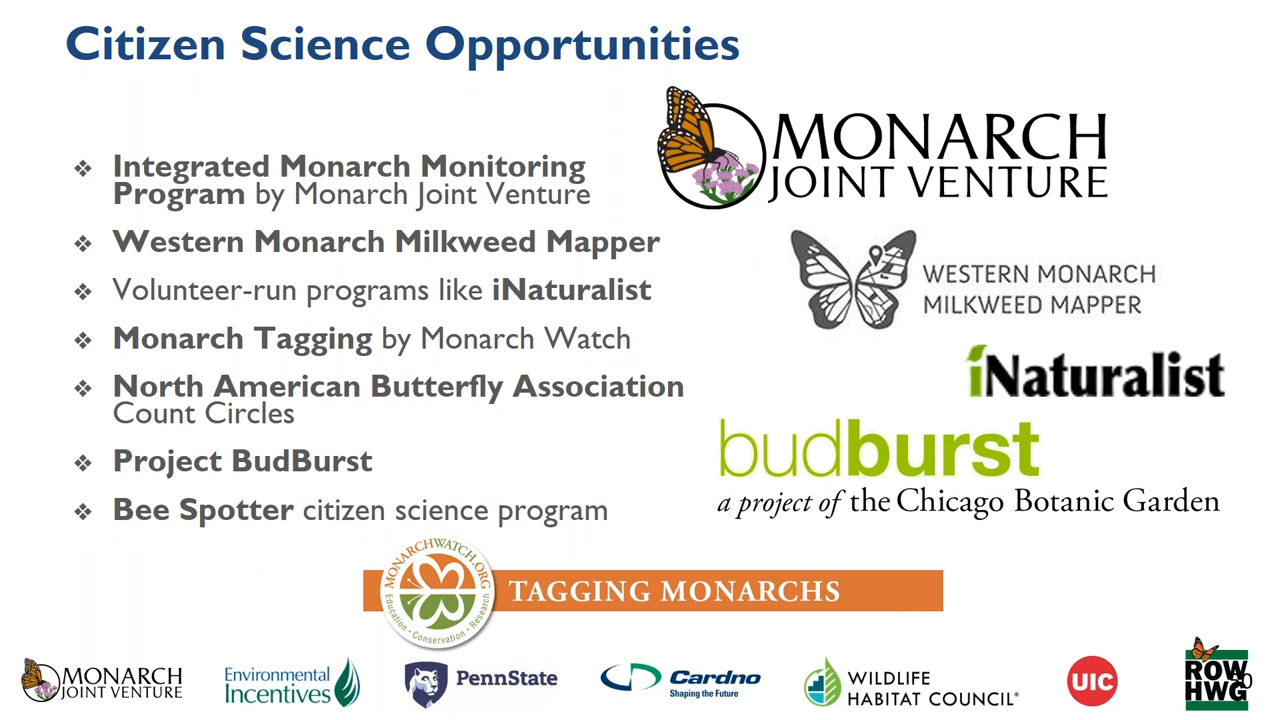 Citizen Science Opportunities
❖ Integrated Monarch Monitoring
Program by Monarch Joint Venture
❖ Western Monarch Milkweed Mapper
❖ Volunteer-run programs like iNaturalist
❖ Monarch Tagging by Monarch Watch
❖ North American Butterfly Association
Count Circles
❖ Project BudBurst
❖ Bee Spotter citizen science program
MONARCH
JOINT VENTURE
WESTERN MONARCH
MILKWEED MAPPER
iNaturalist
budburst
a project of the Chicago Botanic Garden
MONARCHWATCH.ORG
Education • Conservation • Research
TAGGING MONARCHS
MONARCH
JOINT VENTURE
Environmental
Incentives
PennState
Cardno
Shaping the Future
WILDLIFE
HABITAT COUNCIL®
UIC
ROW
HWG